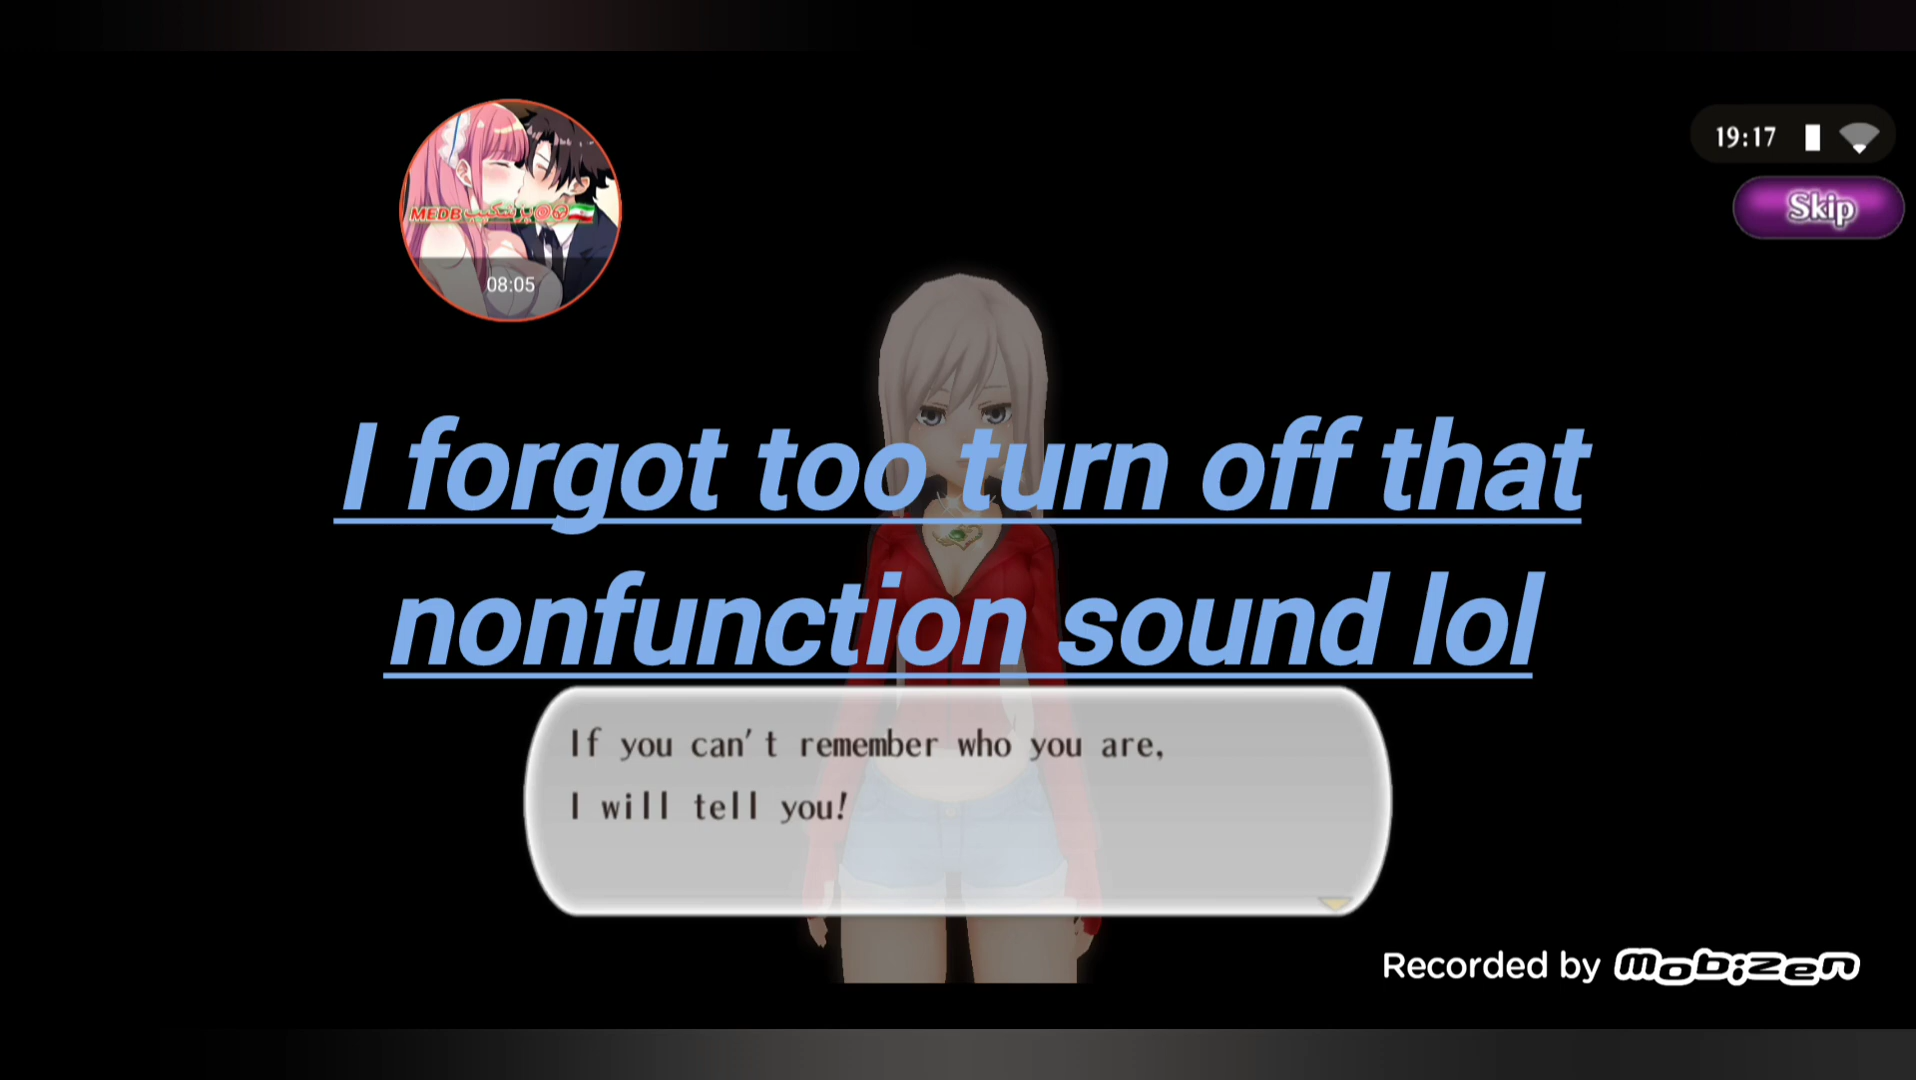 19:17
Skip
MEDB
08:05
I forgot too turn off that
nonfunction sound lol
If you can't remember who you are,
I will tell you!
Recorded by mobizen